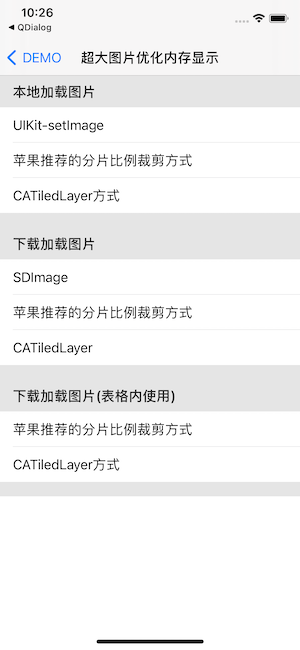 10:26
◀ QDialog
DEMO 超大图片优化内存显示
本地加载图片
UIKit-setImage
苹果推荐的分片比例裁剪方式
CATiledLayer方式
下载加载图片
SDImage
苹果推荐的分片比例裁剪方式
CATiledLayer
下载加载图片(表格内使用)
苹果推荐的分片比例裁剪方式
CATiledLayer方式